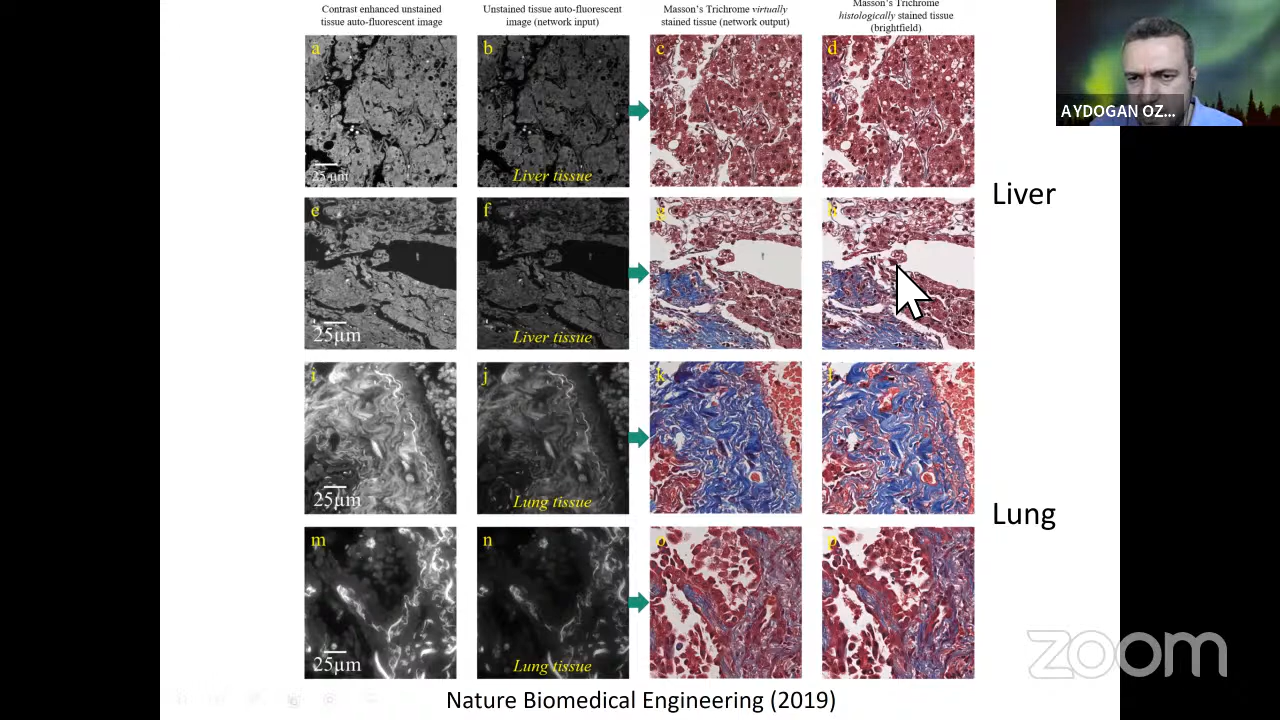 Contrast enhanced unstained
tissue auto-fluorescent image
Unstained tissue auto-fluorescent
image (network input)
Masson's Trichrome virtually
stained tissue (network output)
Masson's Trichrome
histologically stained tissue
(brightfield)
AYDOGAN OZ...
a
b
c
d
25 μm
Liver tissue
Liver
e
f
g
h
25μm
Liver tissue
i
j
k
l
25μm
Lung tissue
Lung
m
n
o
p
25μm
Lung tissue
zoom
Nature Biomedical Engineering (2019)